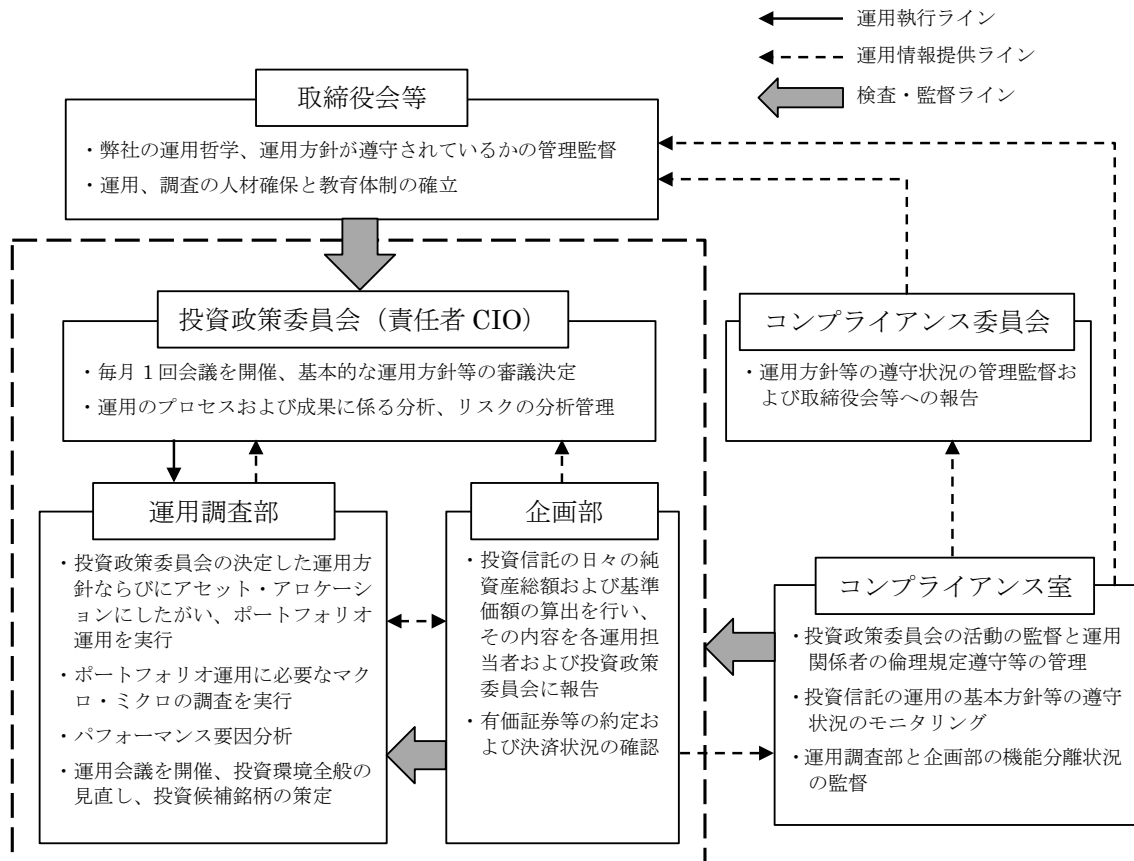 運用執行ライン
運用情報提供ライン
検査・監督ライン
取締役会等
・弊社の運用哲学、運用方針が遵守されているかの管理監督
・運用、調査の人材確保と教育体制の確立
投資政策委員会（責任者 CIO）
・毎月 1 回会議を開催、基本的な運用方針等の審議決定
・運用のプロセスおよび成果に係る分析、リスクの分析管理
コンプライアンス委員会
・運用方針等の遵守状況の管理監督お
よび取締役会等への報告
運用調査部
・投資政策委員会の決定した運用方
針ならびにアセット・アロケーシ
ョンにしたがい、ポートフォリオ
運用を実行
・ポートフォリオ運用に必要なマク
ロ・ミクロの調査を実行
・パフォーマンス要因分析
・運用会議を開催、投資環境全般の
見直し、投資候補銘柄の策定
企画部
・投資信託の日々の純
資産総額および基準
価額の算出を行い、
その内容を各運用担
当者および投資政策
委員会に報告
・有価証券等の約定お
よび決済状況の確認
コンプライアンス室
・投資政策委員会の活動の監督と運用
関係者の倫理規定遵守等の管理
・投資信託の運用の基本方針等の遵守
状況のモニタリング
・運用調査部と企画部の機能分離状況
の監督